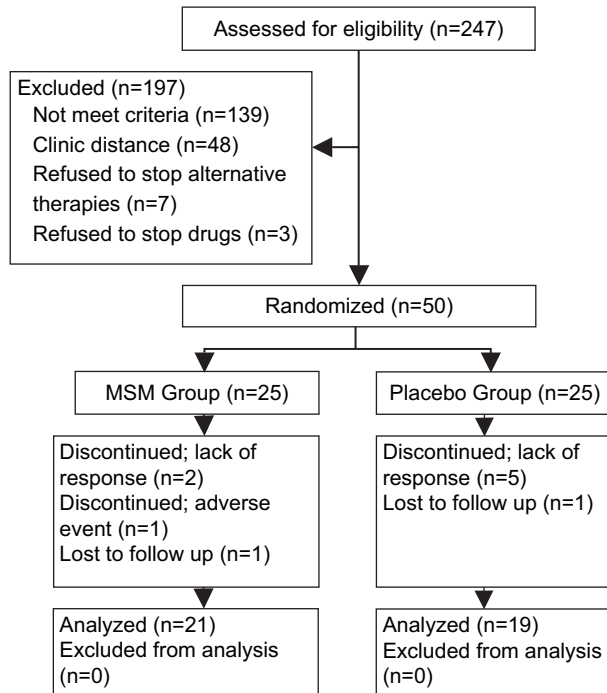 Assessed for eligibility (n=247)
Excluded (n=197)
Not meet criteria (n=139)
Clinic distance (n=48)
Refused to stop alternative
therapies (n=7)
Refused to stop drugs (n=3)
Randomized (n=50)
MSM Group (n=25)
Placebo Group (n=25)
Discontinued; lack of
response (n=2)
Discontinued; adverse
event (n=1)
Lost to follow up (n=1)
Discontinued; lack of
response (n=5)
Lost to follow up (n=1)
Analyzed (n=21)
Excluded from analysis
(n=0)
Analyzed (n=19)
Excluded from analysis
(n=0)